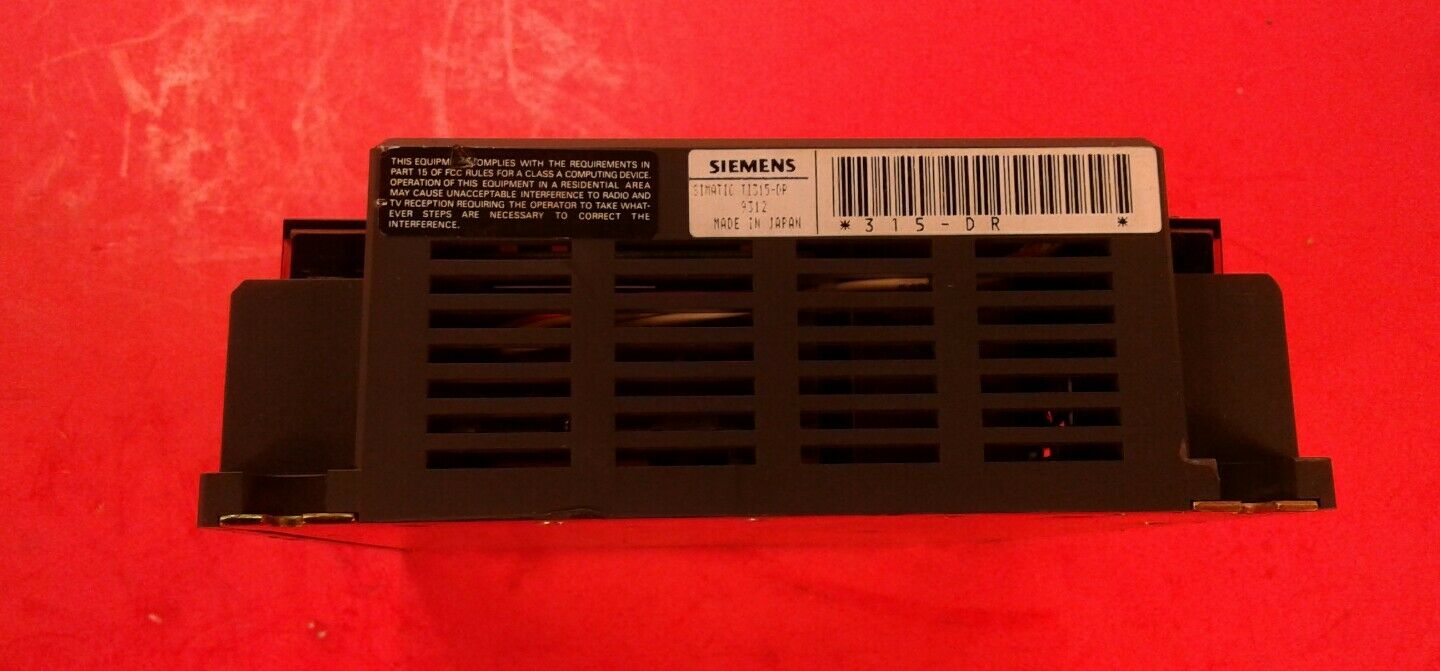 THIS EQUIPMENT COMPLIES WITH THE REQUIREMENTS IN
PART 15 OF FCC RULES FOR A CLASS A COMPUTING DEVICE.
OPERATION OF THIS EQUIPMENT IN A RESIDENTIAL AREA
MAY CAUSE UNACCEPTABLE INTERFERENCE TO RADIO AND
TV RECEPTION REQUIRING THE OPERATOR TO TAKE WHAT-
EVER STEPS ARE NECESSARY TO CORRECT THE
INTERFERENCE.
SIEMENS
SIMATIC TI315-DR
9312
MADE IN JAPAN
*315-DR *